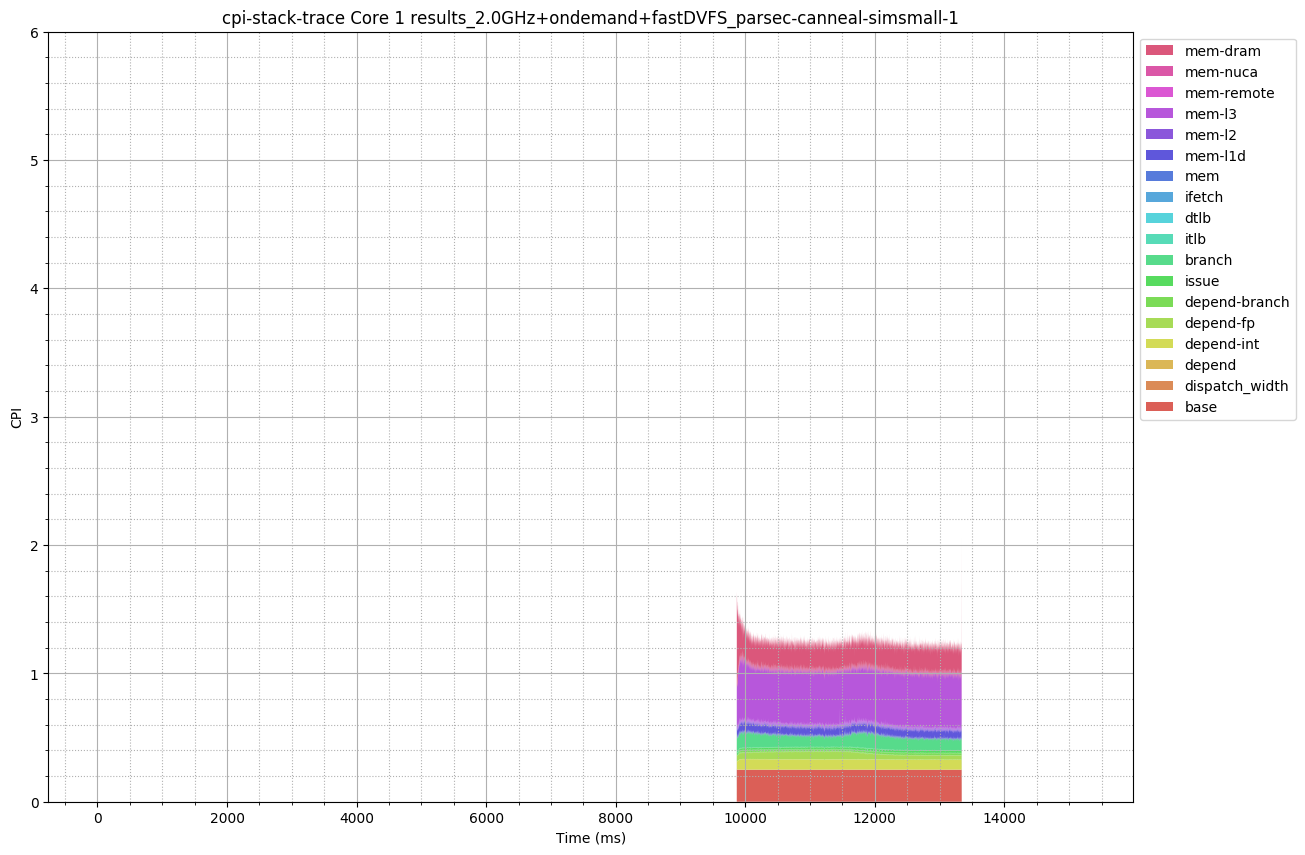 cpi-stack-trace Core 1 results_2.0GHz+ondemand+fastDVFS_parsec-canneal-simsmall-1
6
5
4
3
2
1
0
CPI
0 2000 4000 6000 8000 10000 12000 14000
Time (ms)
mem-dram
mem-nuca
mem-remote
mem-l3
mem-l2
mem-l1d
mem
ifetch
dtlb
itlb
branch
issue
depend-branch
depend-fp
depend-int
depend
dispatch_width
base